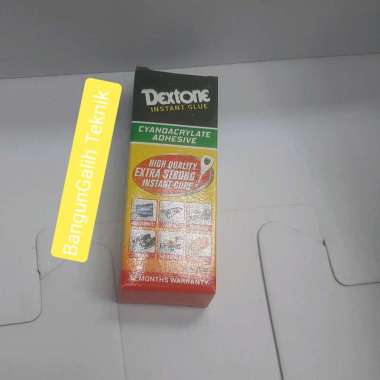 DEXTONE
INSTANT GLUE
CYANOACRYLATE
ADHESIVE
HIGH QUALITY
EXTRA STRONG
INSTANT CURE
MONTHS WARRANTY
BangunGalih Teknik